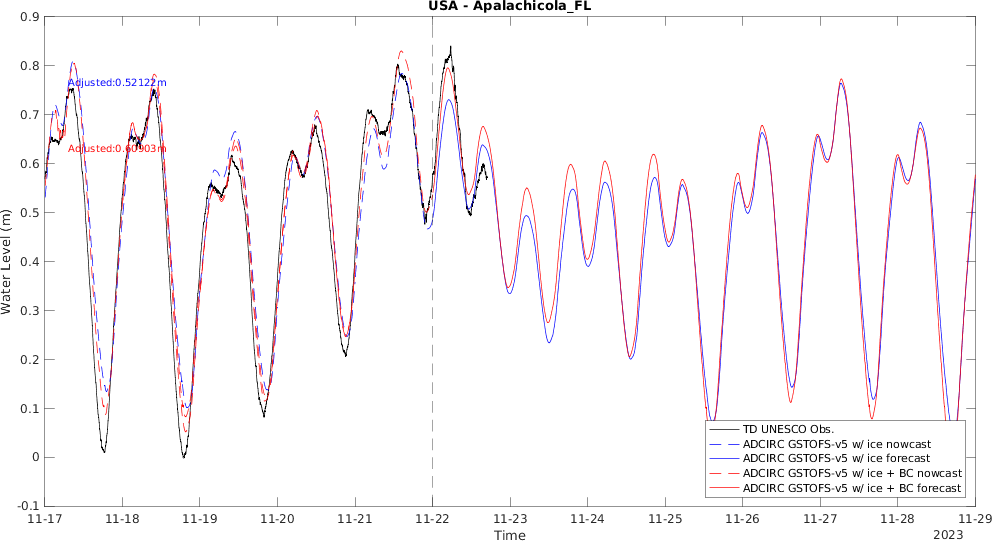 USA - Apalachicola_FL
0.9
0.8
0.7
0.6
0.5
0.4
0.3
0.2
0.1
0
-0.1
Water Level (m)
Adjusted:0.52122m
Adjusted:0.60903m
TD UNESCO Obs.
ADCIRC GSTOFS-v5 w/ ice nowcast
ADCIRC GSTOFS-v5 w/ ice forecast
ADCIRC GSTOFS-v5 w/ ice + BC nowcast
ADCIRC GSTOFS-v5 w/ ice + BC forecast
11-17 11-18 11-19 11-20 11-21 11-22 11-23 11-24 11-25 11-26 11-27 11-28 11-29
Time
2023